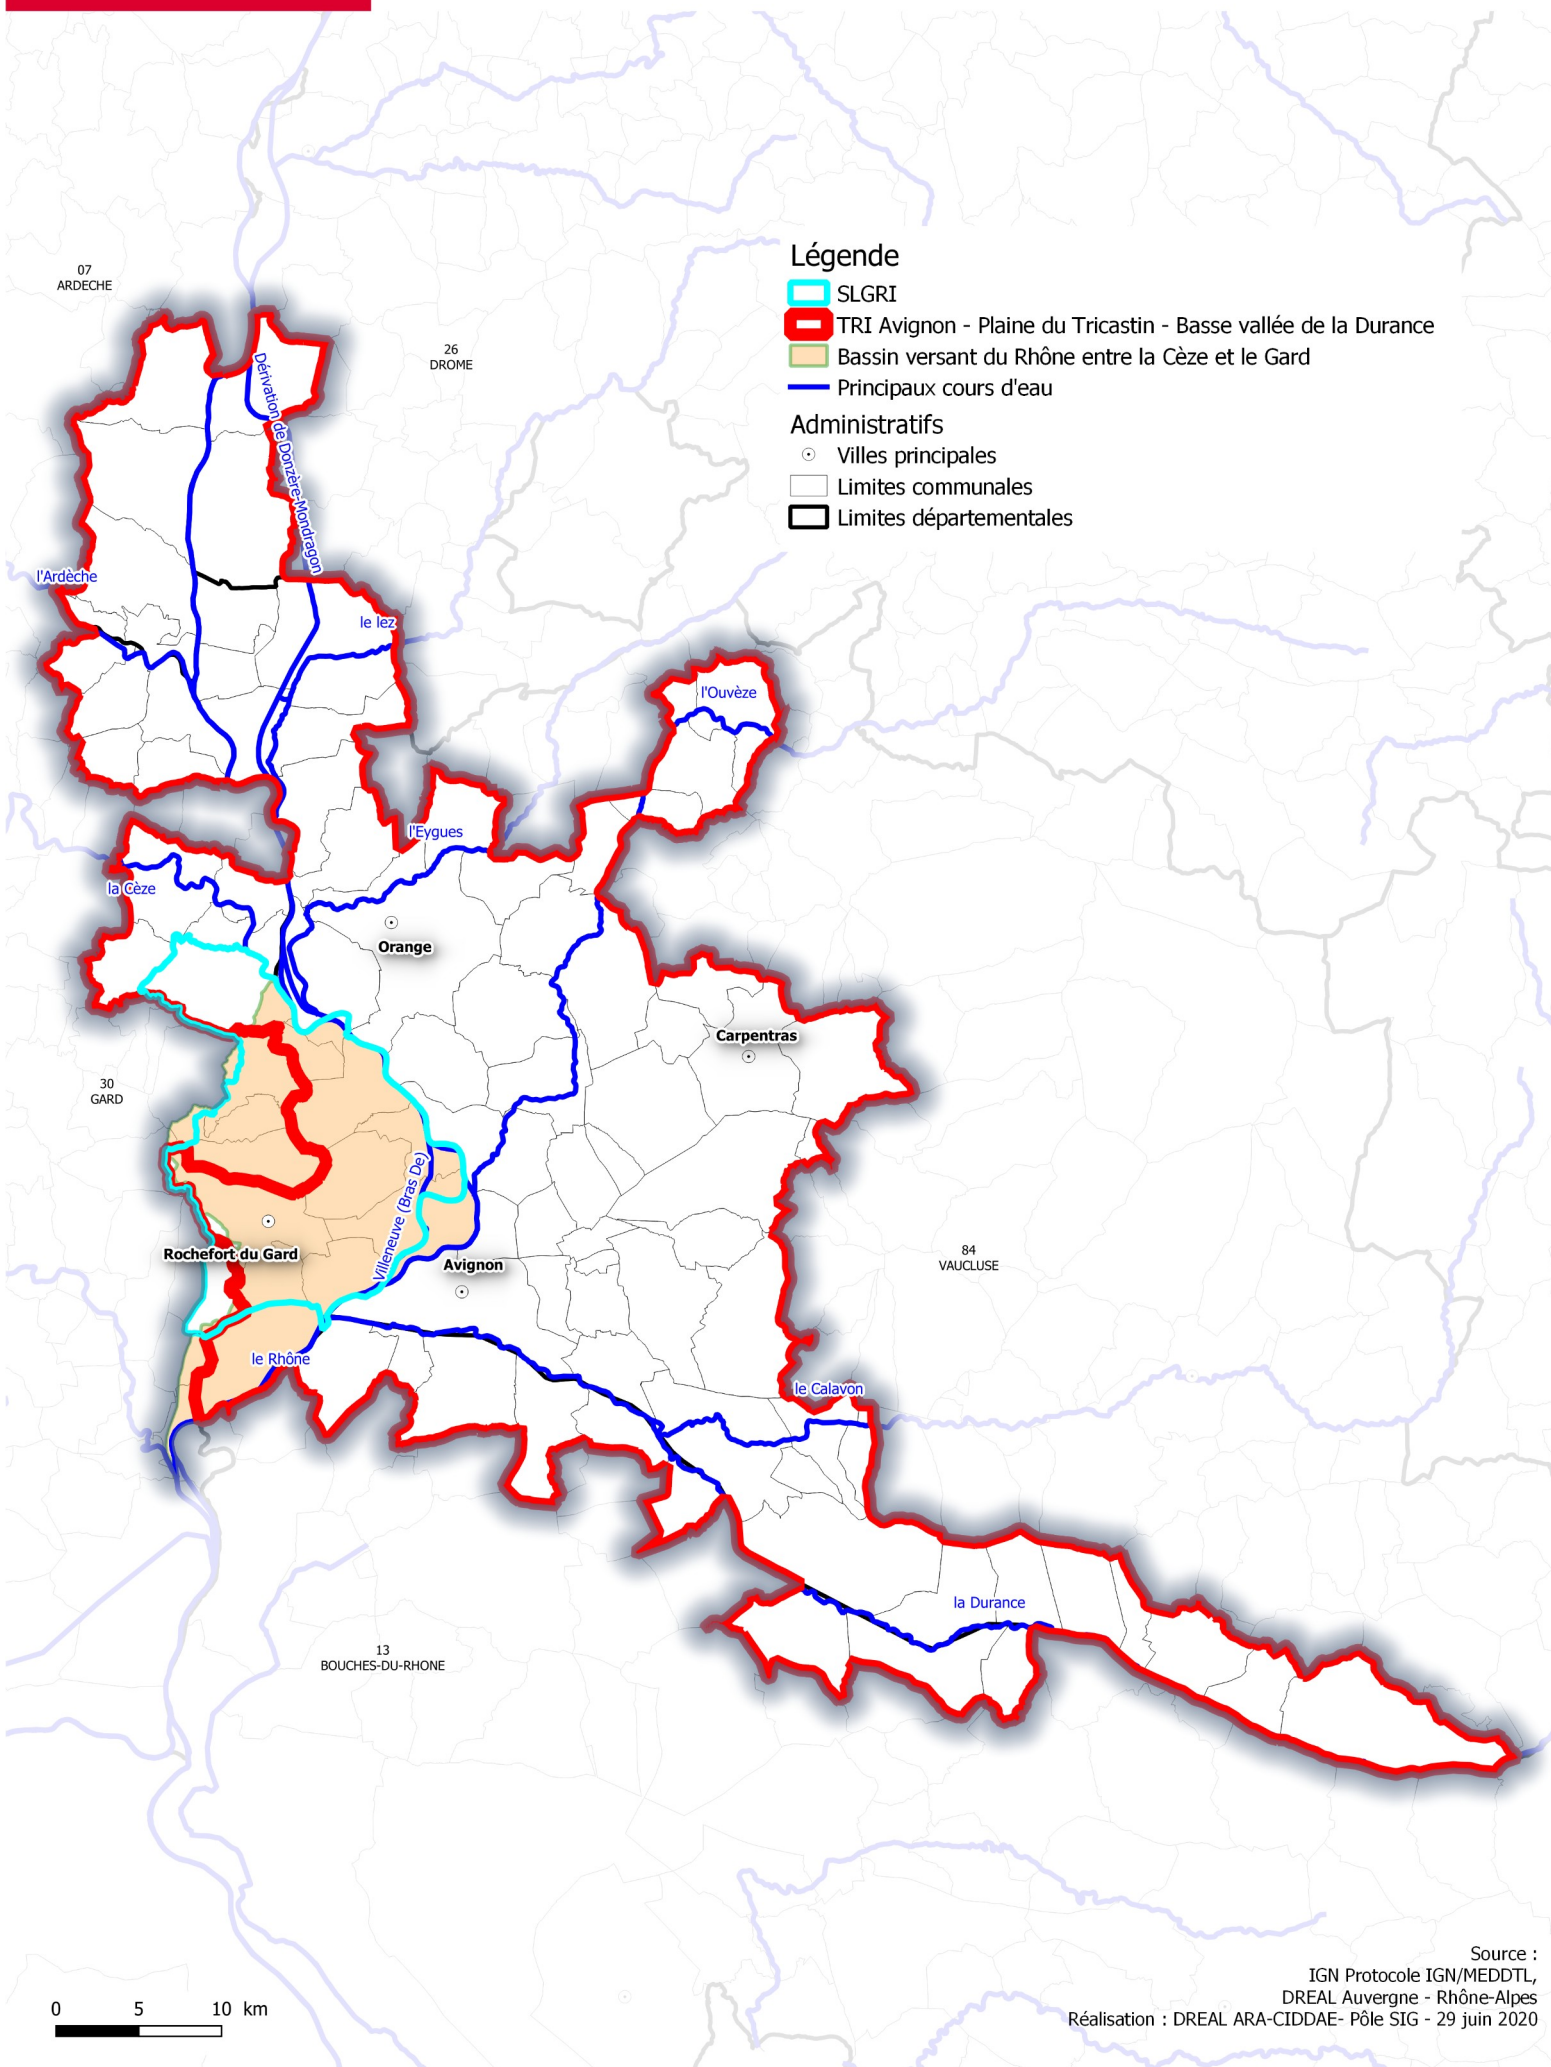 07
ARDECHE
26
DROME
Légende
SLGRI
TRI Avignon - Plaine du Tricastin - Basse vallée de la Durance
Bassin versant du Rhône entre la Cèze et le Gard
Principaux cours d'eau
Administratifs
Villes principales
Limites communales
Limites départementales
Dérivation de Donzère-Mondragon
l'Ardèche
le lez
l'Ouvèze
l'Eygues
la Cèze
Orange
Carpentras
30
GARD
Villeneuve (Bras De)
Rochefort du Gard
Avignon
84
VAUCLUSE
le Rhône
le Calavon
la Durance
13
BOUCHES-DU-RHONE
0 5 10 km
Source :
IGN Protocole IGN/MEDDTL,
DREAL Auvergne - Rhône-Alpes
Réalisation : DREAL ARA-CIDDAE- Pôle SIG - 29 juin 2020